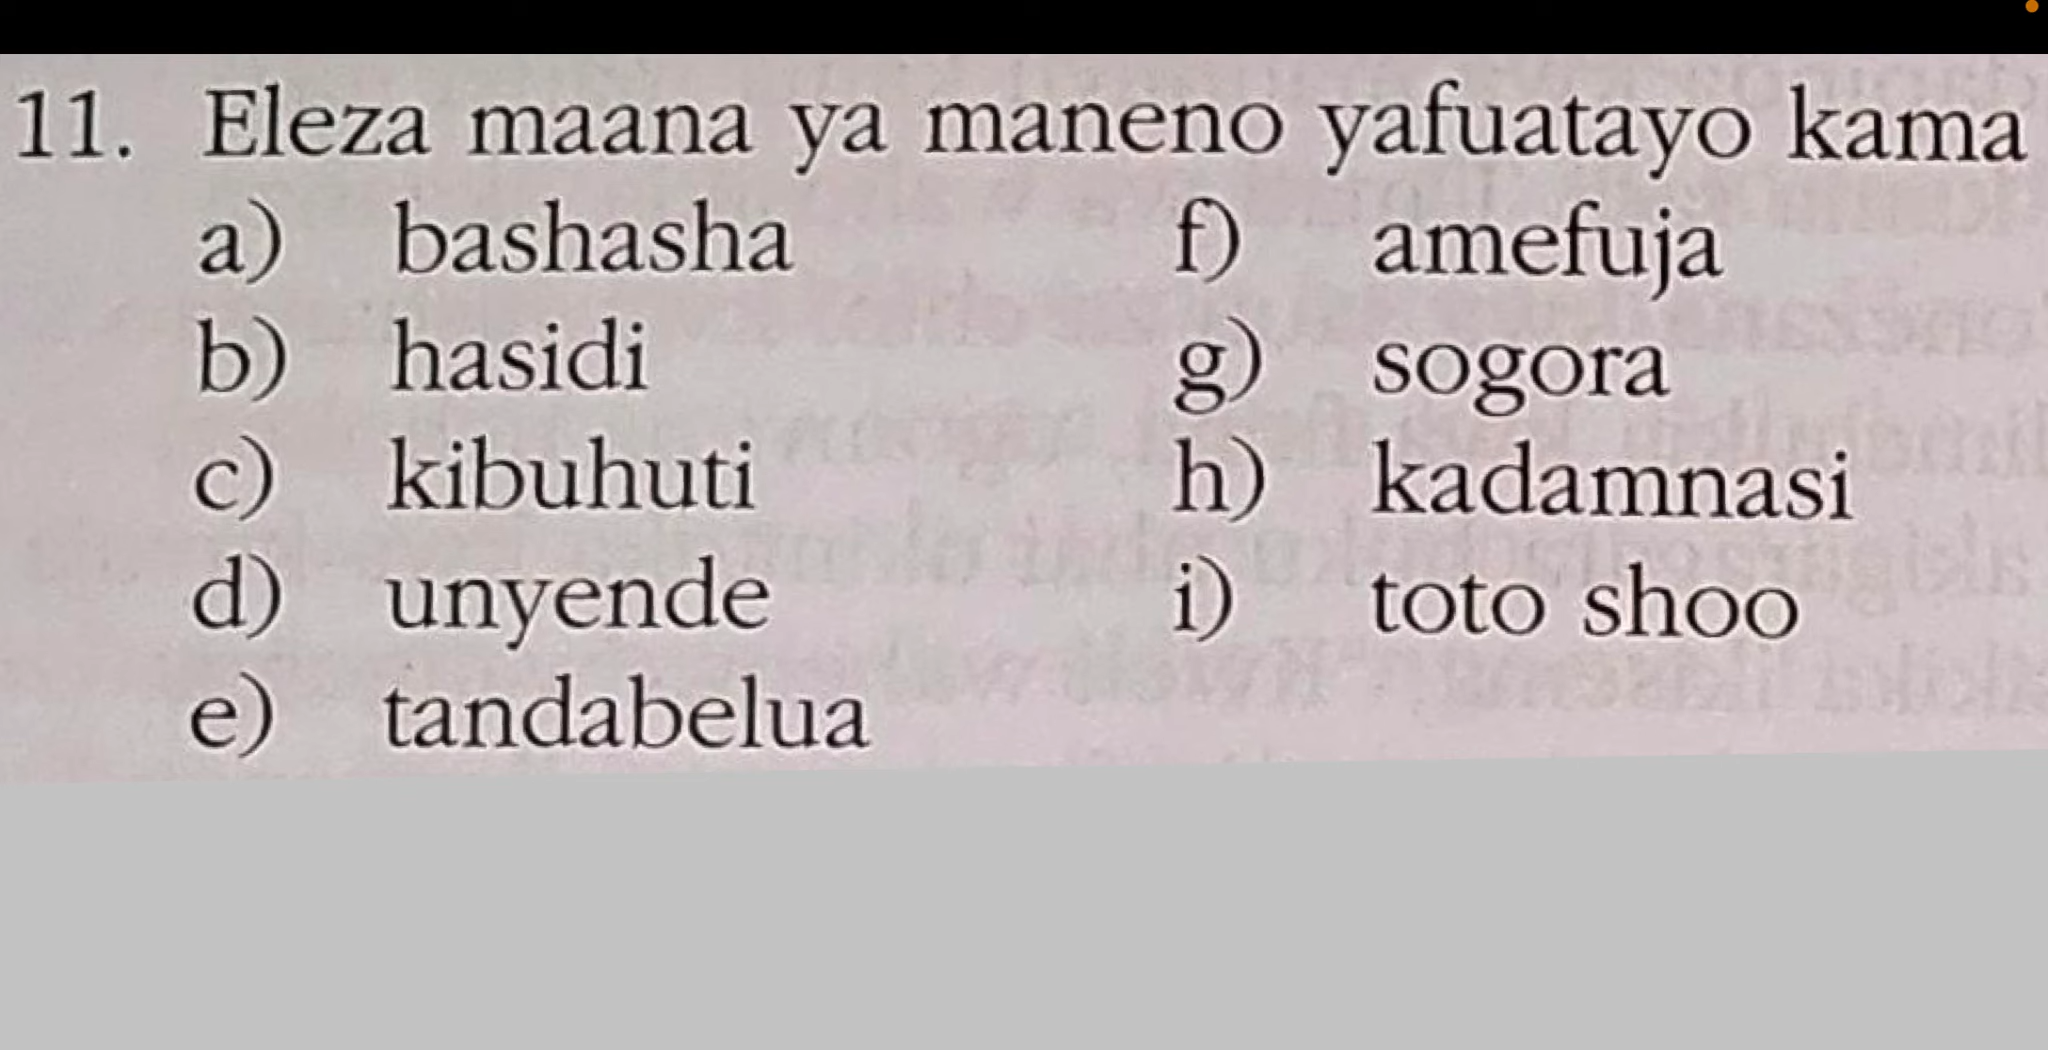 11. Eleza maana ya maneno yafuatayo kama
a) bashasha f) amefuja
b) hasidi g) sogora
c) kibuhuti h) kadamnasi
d) unyende i) toto shoo
e) tandabelua